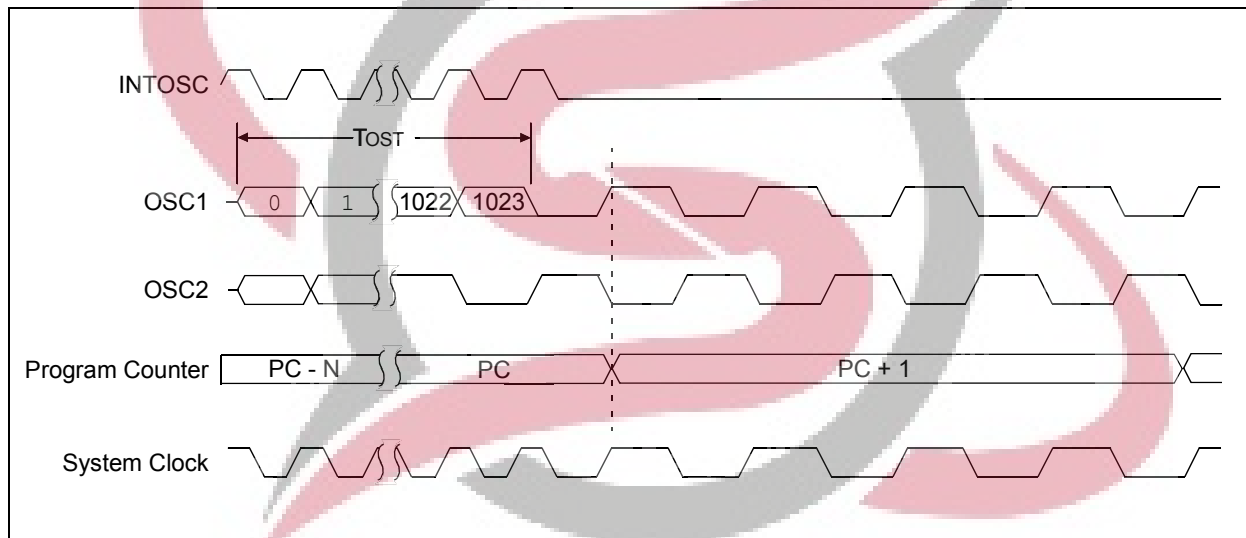 INTOSC
TOST
OSC1 0 1 1022 1023
OSC2
Program Counter PC - N PC PC + 1
System Clock